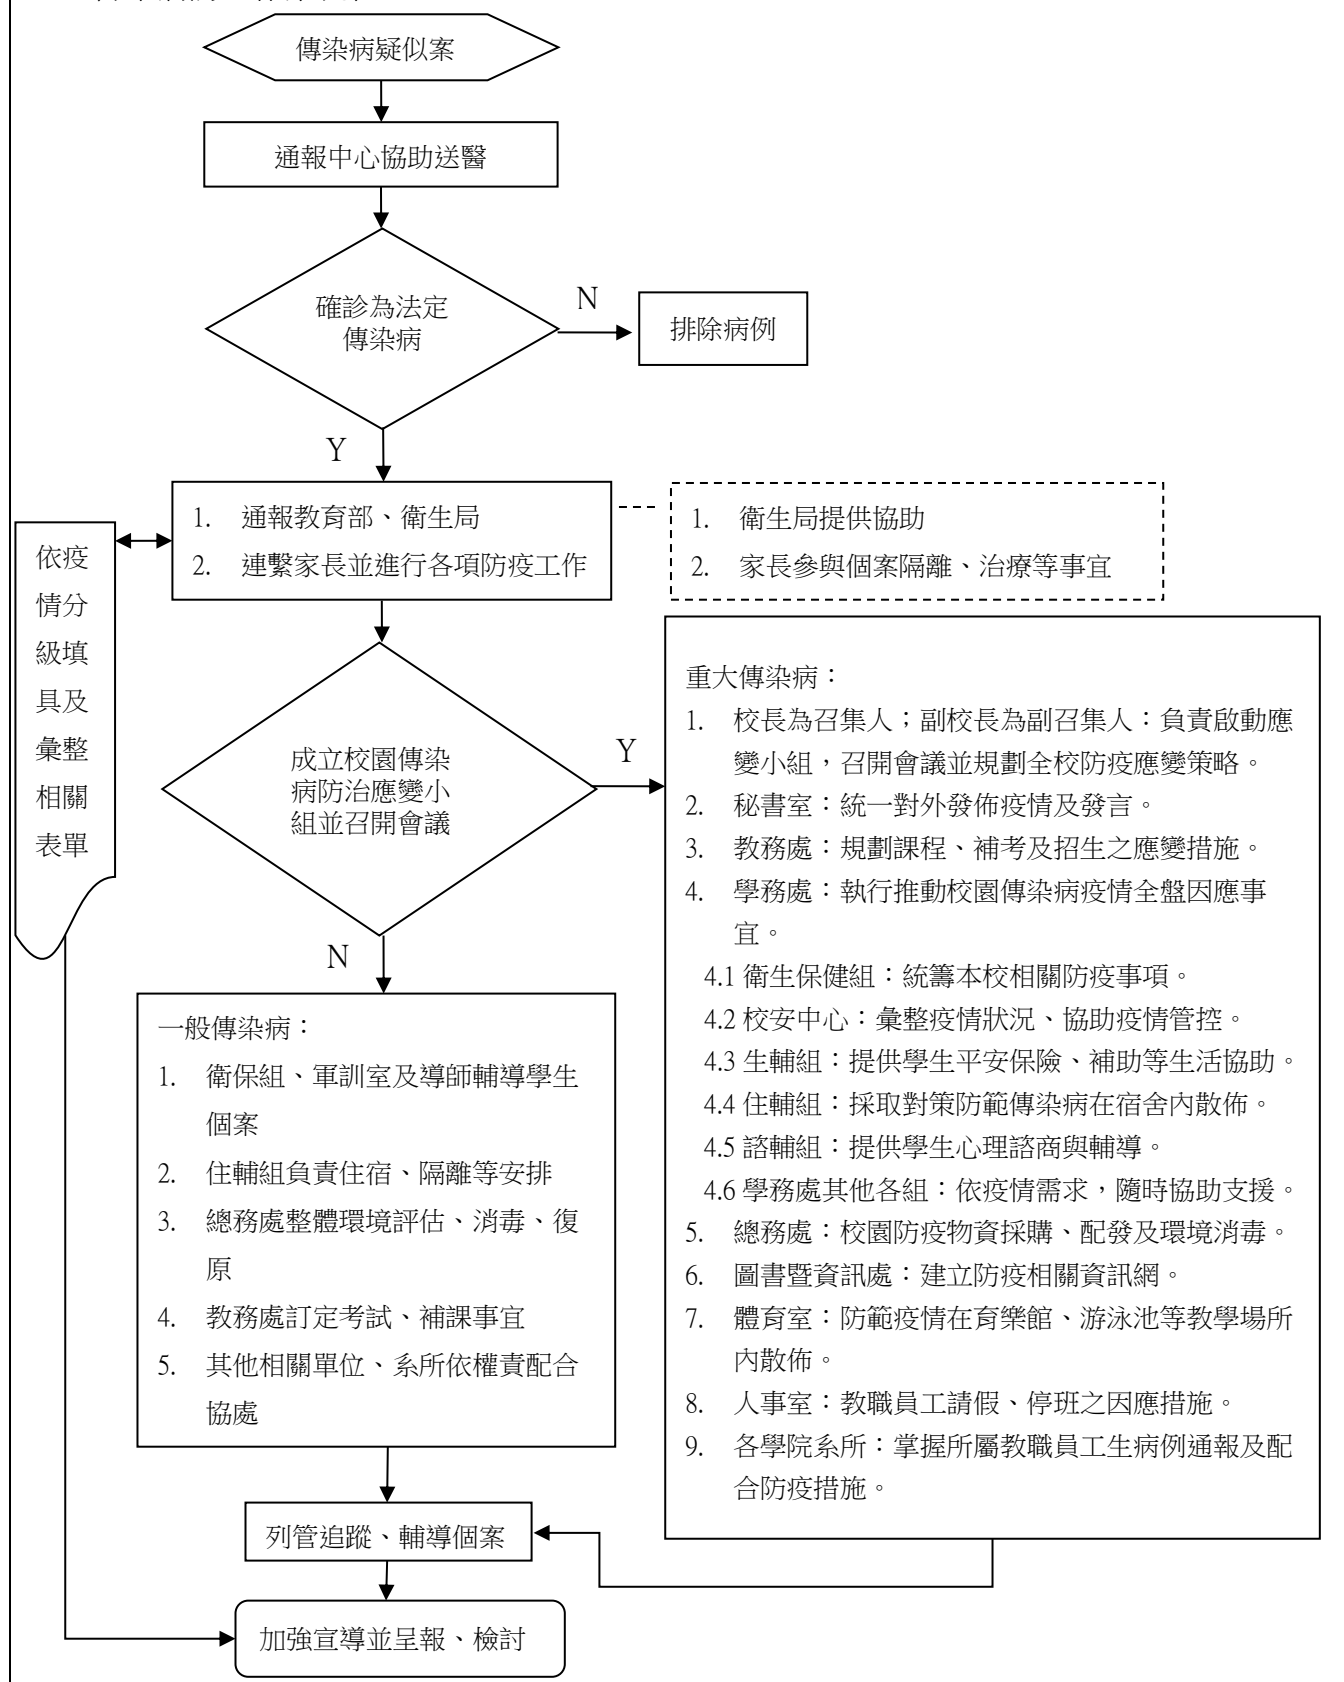 傳染病疑似案
通報中心協助送醫
確診為法定
傳染病
N
排除病例
Y
1. 通報教育部、衛生局
2. 連繫家長並進行各項防疫工作
1. 衛生局提供協助
2. 家長參與個案隔離、治療等事宜
依疫
情分
級填
具及
彙整
相關
表單
成立校園傳染
病防治應變小
組並召開會議
Y
N
重大傳染病：
1. 校長為召集人；副校長為副召集人：負責啟動應
變小組，召開會議並規劃全校防疫應變策略。
2. 秘書室：統一對外發佈疫情及發言。
3. 教務處：規劃課程、補考及招生之應變措施。
4. 學務處：執行推動校園傳染病疫情全盤因應事
宜。
4.1 衛生保健組：統籌本校相關防疫事項。
4.2 校安中心：彙整疫情狀況、協助疫情管控。
4.3 生輔組：提供學生平安保險、補助等生活協助。
4.4 住輔組：採取對策防範傳染病在宿舍內散佈。
4.5 諮輔組：提供學生心理諮商與輔導。
4.6 學務處其他各組：依疫情需求，隨時協助支援。
5. 總務處：校園防疫物資採購、配發及環境消毒。
6. 圖書暨資訊處：建立防疫相關資訊網。
7. 體育室：防範疫情在育樂館、游泳池等教學場所
內散佈。
8. 人事室：教職員工請假、停班之因應措施。
9. 各學院系所：掌握所屬教職員工生病例通報及配
合防疫措施。
一般傳染病：
1. 衛保組、軍訓室及導師輔導學生
個案
2. 住輔組負責住宿、隔離等安排
3. 總務處整體環境評估、消毒、復
原
4. 教務處訂定考試、補課事宜
5. 其他相關單位、系所依權責配合
協處
列管追蹤、輔導個案
加強宣導並呈報、檢討